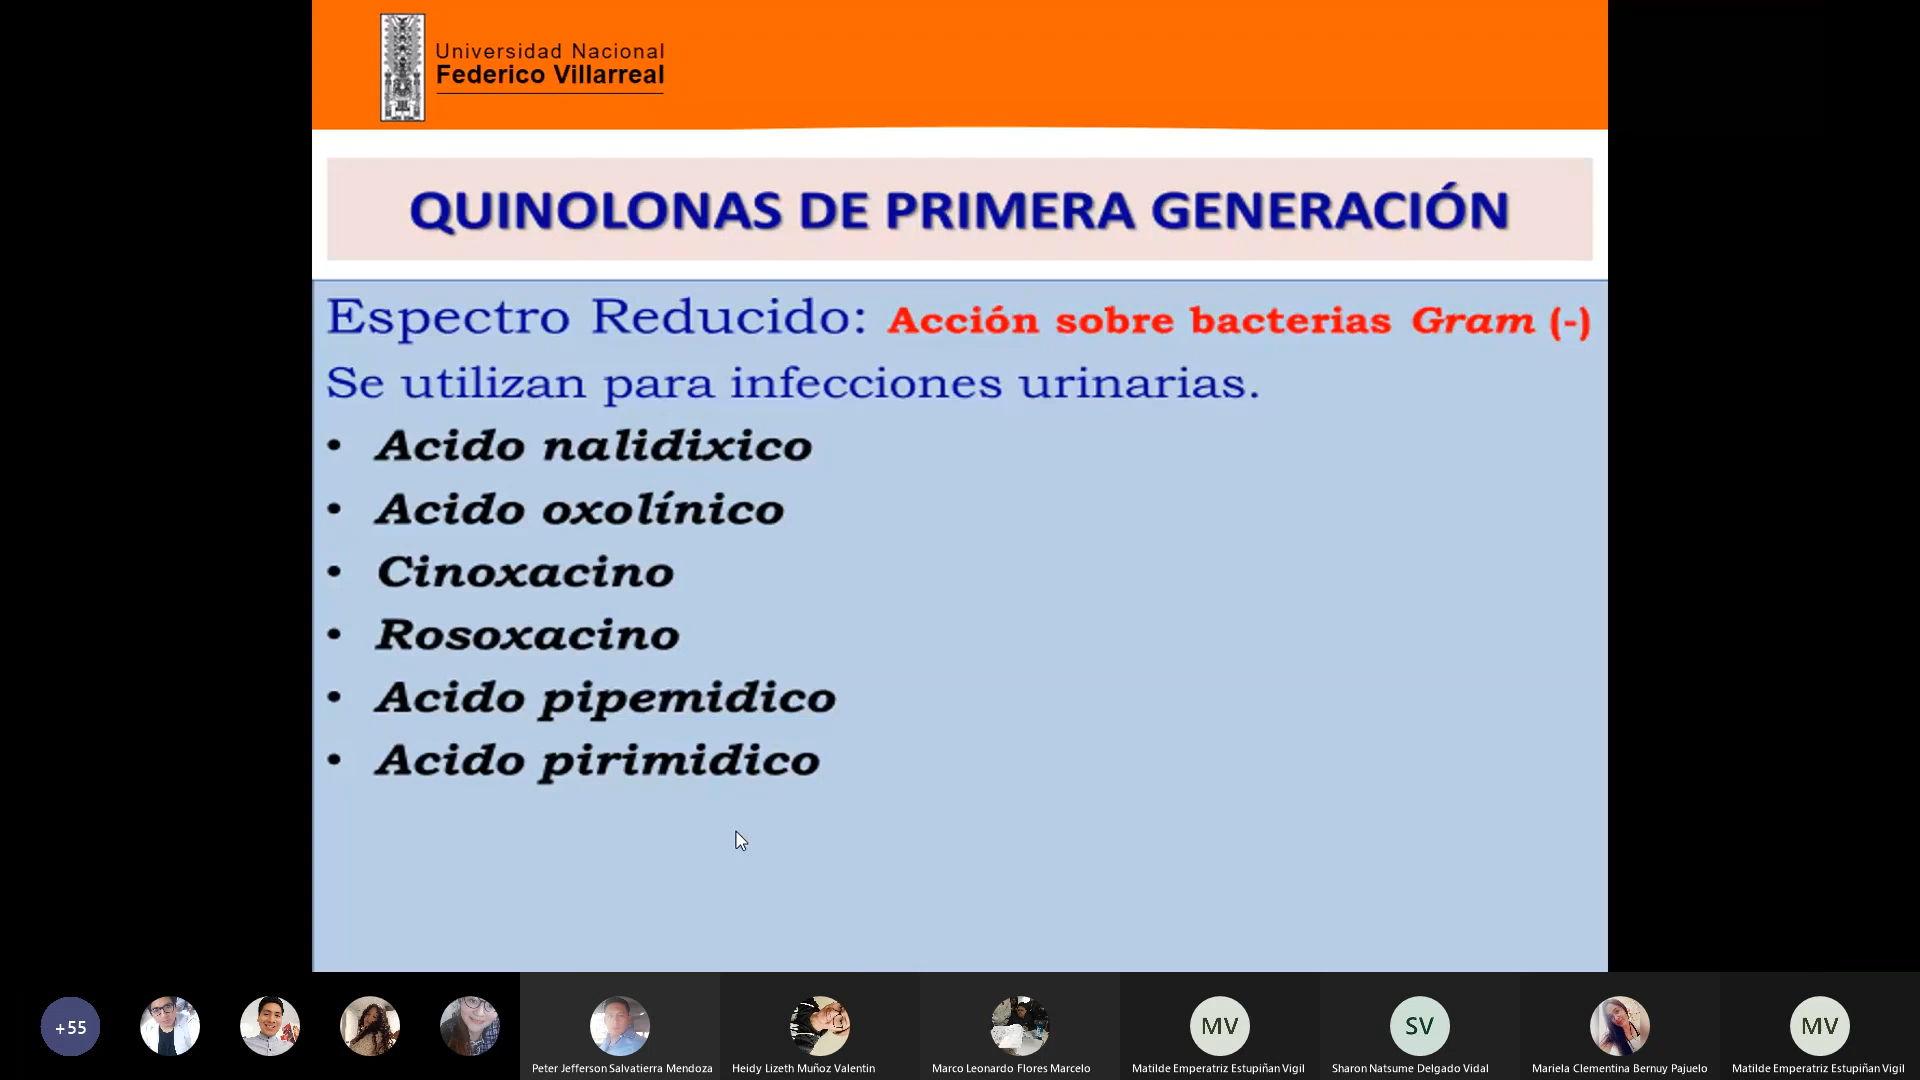 Universidad Nacional
Federico Villarreal
QUINOLONAS DE PRIMERA GENERACIÓN
Espectro Reducido: Acción sobre bacterias Gram (-)
Se utilizan para infecciones urinarias.
• Acido nalidixico
• Acido oxolínico
• Cinoxacino
• Rosoxacino
• Acido pipemidico
• Acido pirimidico
+55
MV
SV
MV
Peter Jefferson Salvatierra Mendoza
Heidy Lizeth Muñoz Valentin
Marco Leonardo Flores Marcelo
Matilde Emperatriz Estupiñan Vigil
Sharon Natsume Delgado Vidal
Mariela Clementina Bernuy Pajuelo
Matilde Emperatriz Estupiñan Vigil